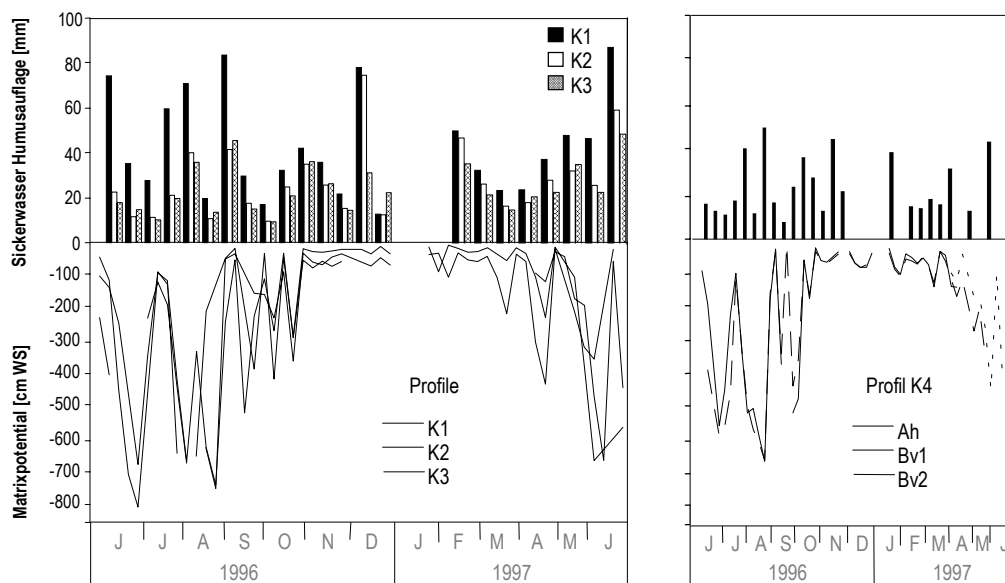 Sickerwasser Humusauflage [mm]
100
80
60
40
20
0
K1
K2
K3
Matrixpotential [cm WS]
-100
-200
-300
-400
-500
-600
-700
-800
Profile
K1
K2
K3
J J A S O N D F M A M J
1996 1997
Profil K4
Ah
Bv1
Bv2
J J A S O N D J F M A M J
1996 1997